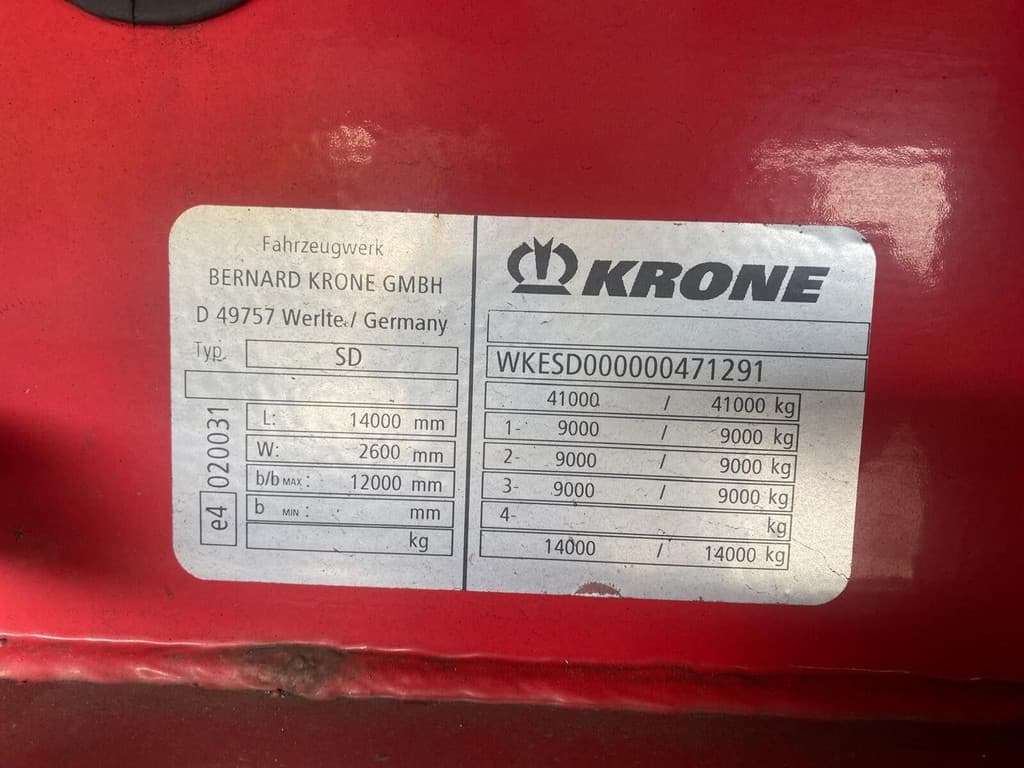 Fahrzeugwerk
BERNARD KRONE GMBH
D 49757 Werlte / Germany
Typ SD
e4 020031
L: 14000 mm
W: 2600 mm
b/b MAX : 12000 mm
b MIN : mm
kg
KRONE
WKESD000000471291
41000 / 41000 kg
1- 9000 / 9000 kg
2- 9000 / 9000 kg
3- 9000 / 9000 kg
4- kg
14000 / 14000 kg